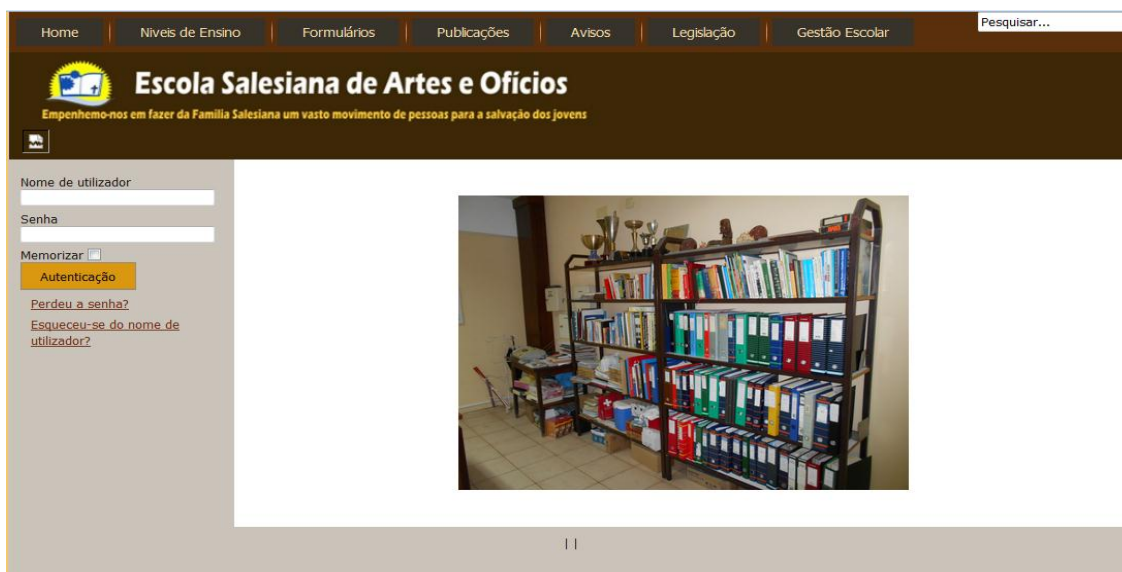 Home Niveis de Ensino Formulários Publicações Avisos Legislação Gestão Escolar Pesquisar...
Escola Salesiana de Artes e Ofícios
Empenhemo-nos em fazer da Familia Salesiana um vasto movimento de pessoas para a salvação dos jovens
Nome de utilizador
Senha
Memorizar
Autenticação
Perdeu a senha?
Esqueceu-se do nome de
utilizador?
| |